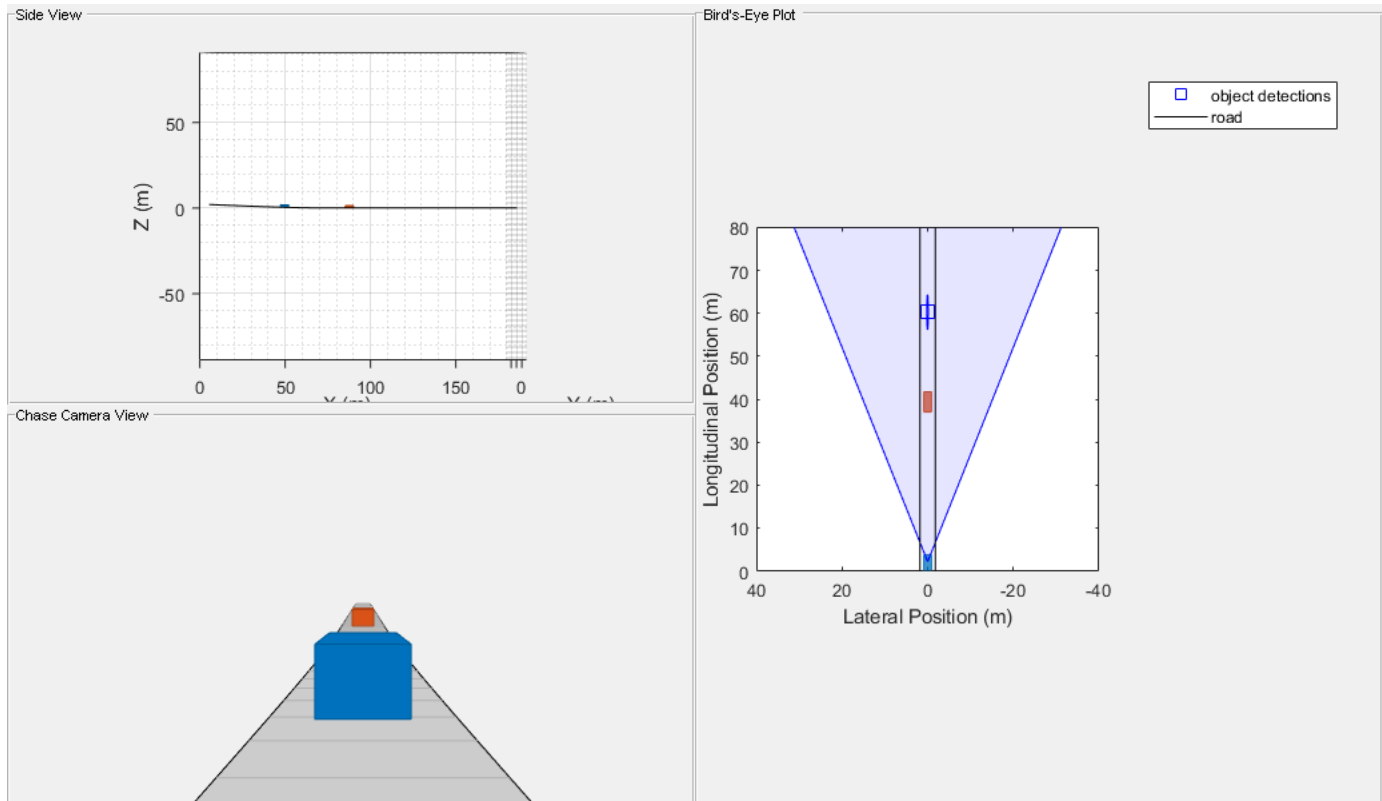 Side View
50
0
-50
Z (m)
0
50
100
150
0
Chase Camera View
Bird's-Eye Plot
object detections
road
80
70
60
50
40
30
20
10
0
Longitudinal Position (m)
40
20
0
-20
-40
Lateral Position (m)